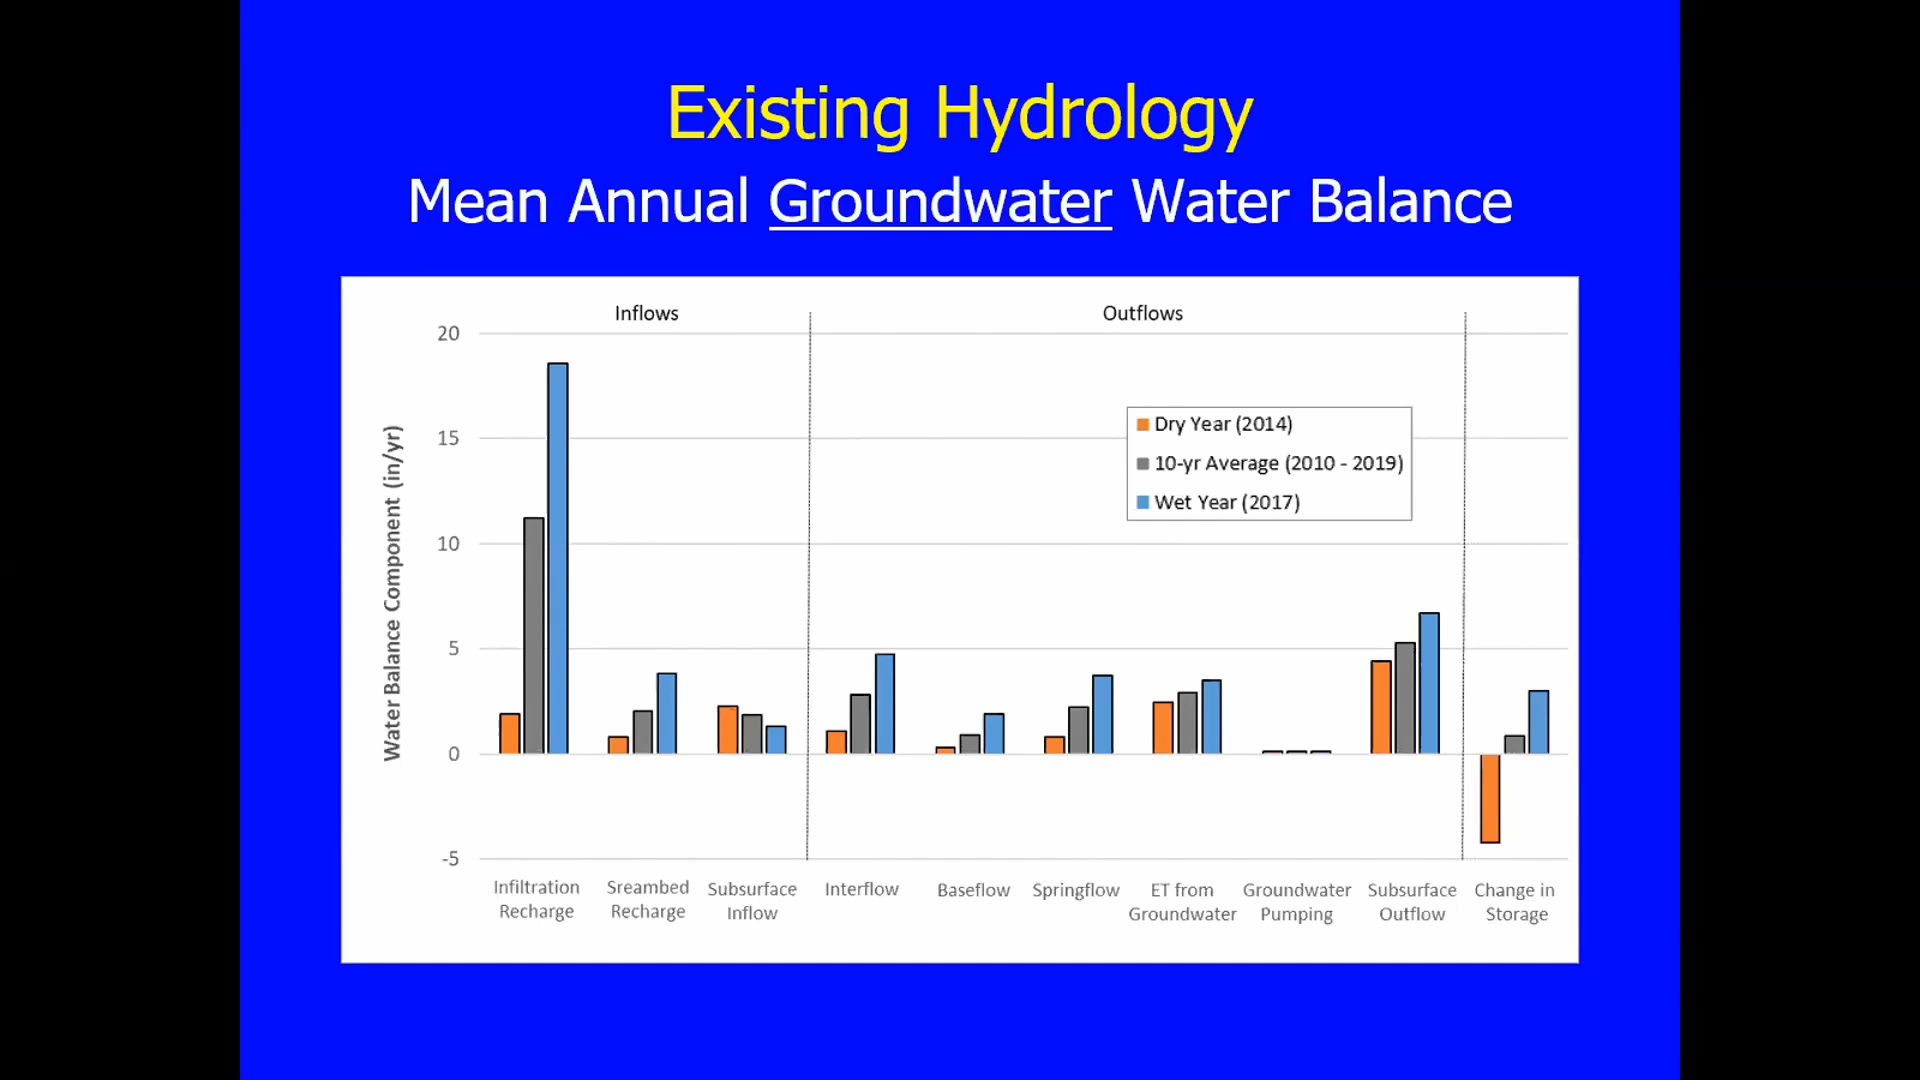 Existing Hydrology
Mean Annual Groundwater Water Balance
Inflows
Outflows
20
15
10
5
0
-5
Water Balance Component (in/yr)
Dry Year (2014)
10-yr Average (2010 - 2019)
Wet Year (2017)
Infiltration
Recharge
Sreambed
Recharge
Subsurface
Inflow
Interflow
Baseflow
Springflow
ET from
Groundwater
Groundwater
Pumping
Subsurface
Outflow
Change in
Storage